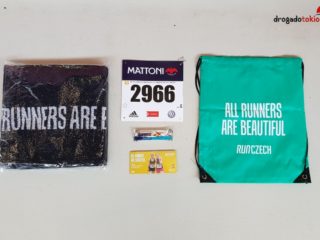 drogadotokio
RUNNERS ARE B
MATTONI
2966
adidas
ALL RUNNERS
ARE BEAUTIFUL
RUNCZECH